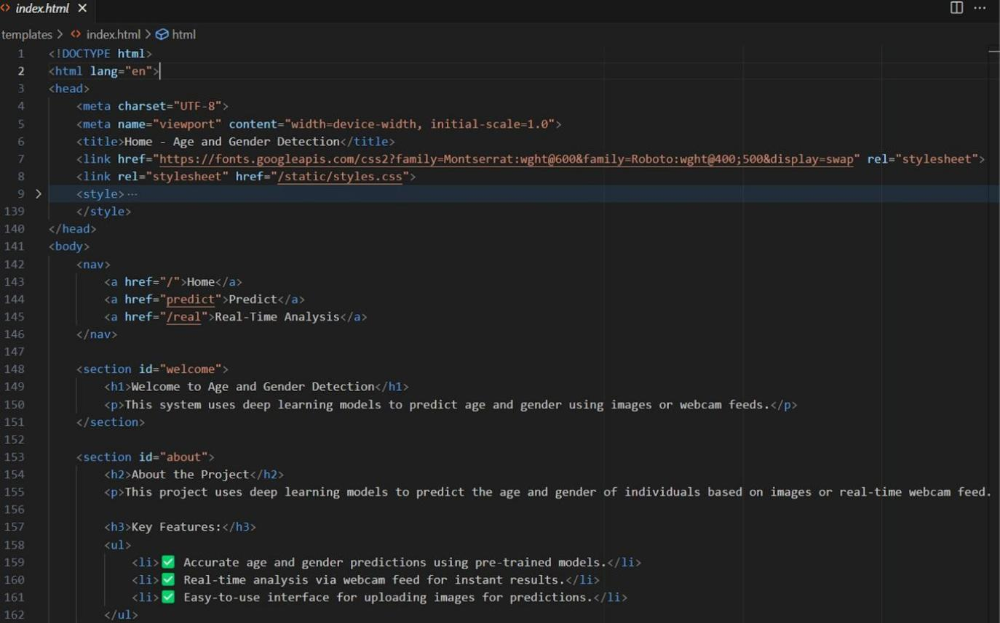 index.html
templates > index.html > html
1 <!DOCTYPE html>
2 <html lang="en">
3 <head>
4     <meta charset="UTF-8">
5     <meta name="viewport" content="width=device-width, initial-scale=1.0">
6     <title>Home - Age and Gender Detection</title>
7     <link href="https://fonts.googleapis.com/css2?family=Montserrat:wght@600&family=Roboto:wght@400;500&display=swap" rel="stylesheet">
8     <link rel="stylesheet" href="/static/styles.css">
9     <style>…
139     </style>
140 </head>
141 <body>
142     <nav>
143         <a href="/">Home</a>
144         <a href="predict">Predict</a>
145         <a href="/real">Real-Time Analysis</a>
146     </nav>
147
148     <section id="welcome">
149         <h1>Welcome to Age and Gender Detection</h1>
150         <p>This system uses deep learning models to predict age and gender using images or webcam feeds.</p>
151     </section>
152
153     <section id="about">
154         <h2>About the Project</h2>
155         <p>This project uses deep learning models to predict the age and gender of individuals based on images or real-time webcam feed.
156
157         <h3>Key Features:</h3>
158         <ul>
159             <li>✅ Accurate age and gender predictions using pre-trained models.</li>
160             <li>✅ Real-time analysis via webcam feed for instant results.</li>
161             <li>✅ Easy-to-use interface for uploading images for predictions.</li>
162         </ul>